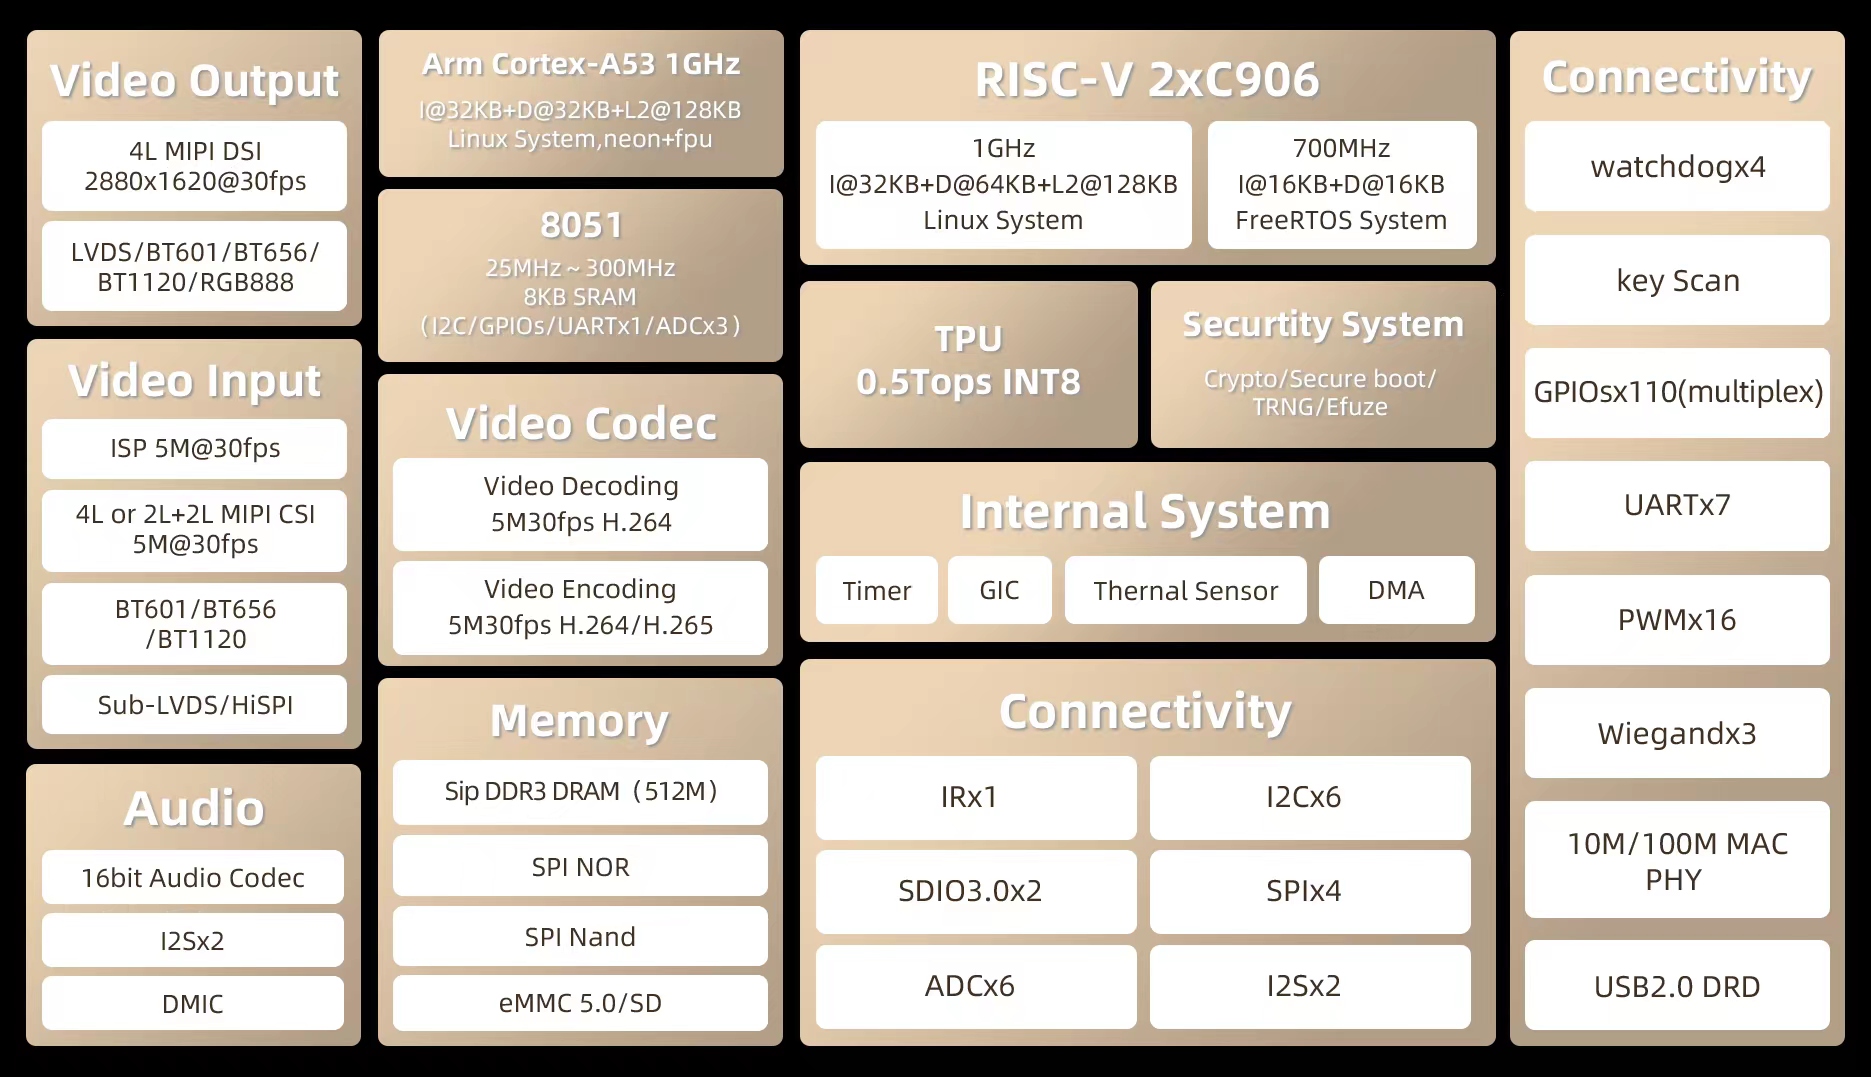 Video Output
4L MIPI DSI
2880x1620@30fps
LVDS/BT601/BT656/
BT1120/RGB888
Video Input
ISP 5M@30fps
4L or 2L+2L MIPI CSI
5M@30fps
BT601/BT656
/BT1120
Sub-LVDS/HiSPI
Audio
16bit Audio Codec
I2Sx2
DMIC
Arm Cortex-A53 1GHz
I@32KB+D@32KB+L2@128KB
Linux System,neon+fpu
8051
25MHz~300MHz
8KB SRAM
(I2C/GPIOs/UARTx1/ADCx3)
Video Codec
Video Decoding
5M30fps H.264
Video Encoding
5M30fps H.264/H.265
Memory
Sip DDR3 DRAM（512M）
SPI NOR
SPI Nand
eMMC 5.0/SD
RISC-V 2xC906
1GHz
I@32KB+D@64KB+L2@128KB
Linux System
700MHz
I@16KB+D@16KB
FreeRTOS System
TPU
0.5Tops INT8
Securtity System
Crypto/Secure boot/
TRNG/Efuze
Internal System
Timer
GIC
Thernal Sensor
DMA
Connectivity
IRx1
I2Cx6
SDIO3.0x2
SPIx4
ADCx6
I2Sx2
Connectivity
watchdogx4
key Scan
GPIOsx110(multiplex)
UARTx7
PWMx16
Wiegandx3
10M/100M MAC
PHY
USB2.0 DRD